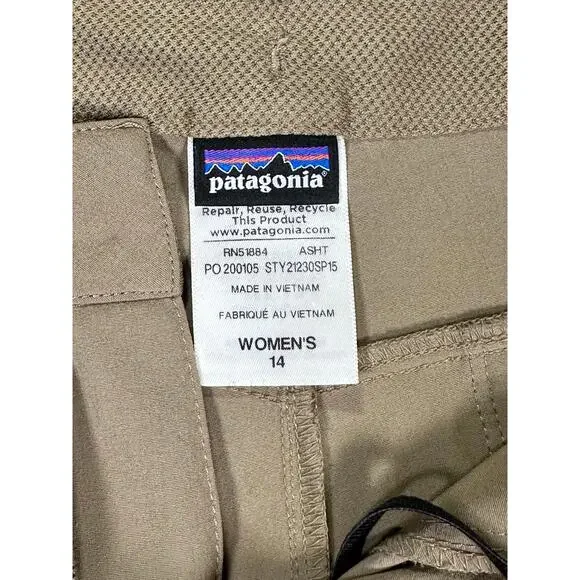 patagonia®
Repair, Reuse, Recycle
This Product
www.patagonia.com
RN51884 ASHT
PO 200105 STY21230SP15
MADE IN VIETNAM
FABRIQUÉ AU VIETNAM
WOMEN'S
14